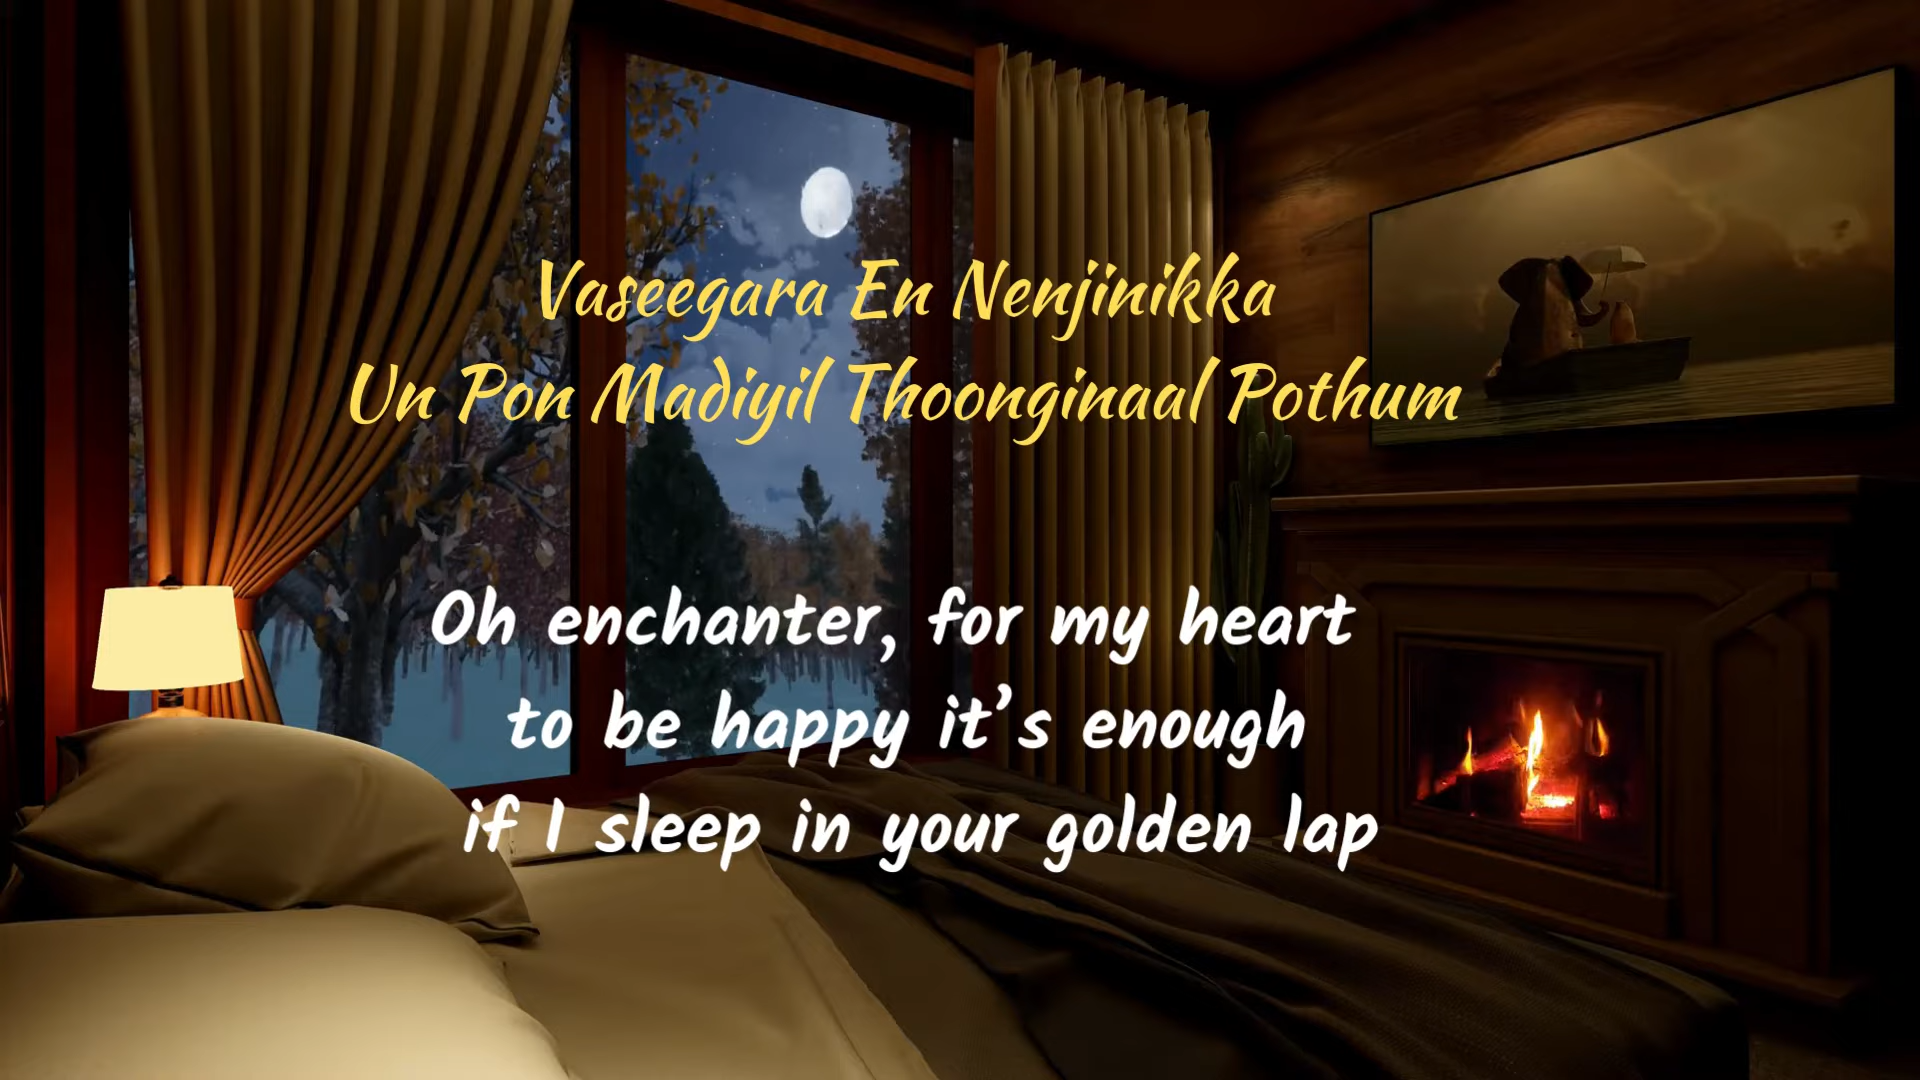 Vaseegara En Nenjinikka
Un Pon Madiyil Thoonginaal Pothum
Oh enchanter, for my heart
to be happy it's enough
if I sleep in your golden lap